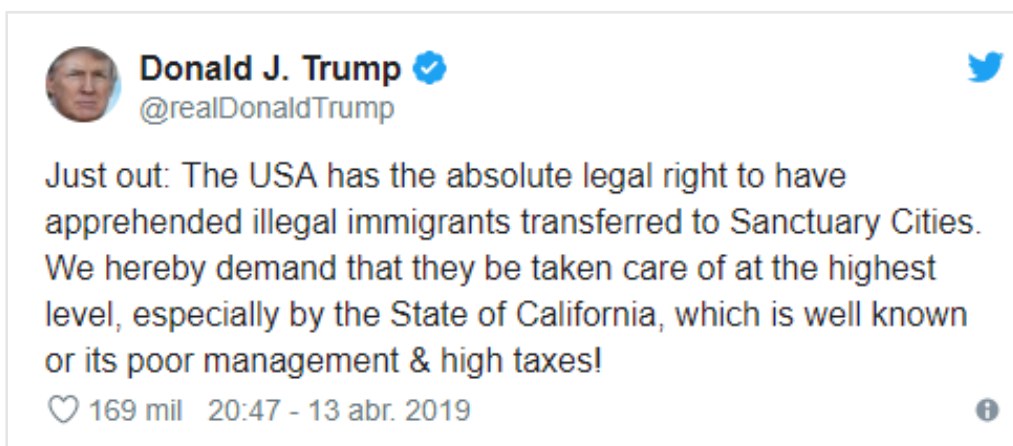 Donald J. Trump
@realDonaldTrump
Just out: The USA has the absolute legal right to have
apprehended illegal immigrants transferred to Sanctuary Cities.
We hereby demand that they be taken care of at the highest
level, especially by the State of California, which is well known
or its poor management & high taxes!
169 mil 20:47 - 13 abr. 2019